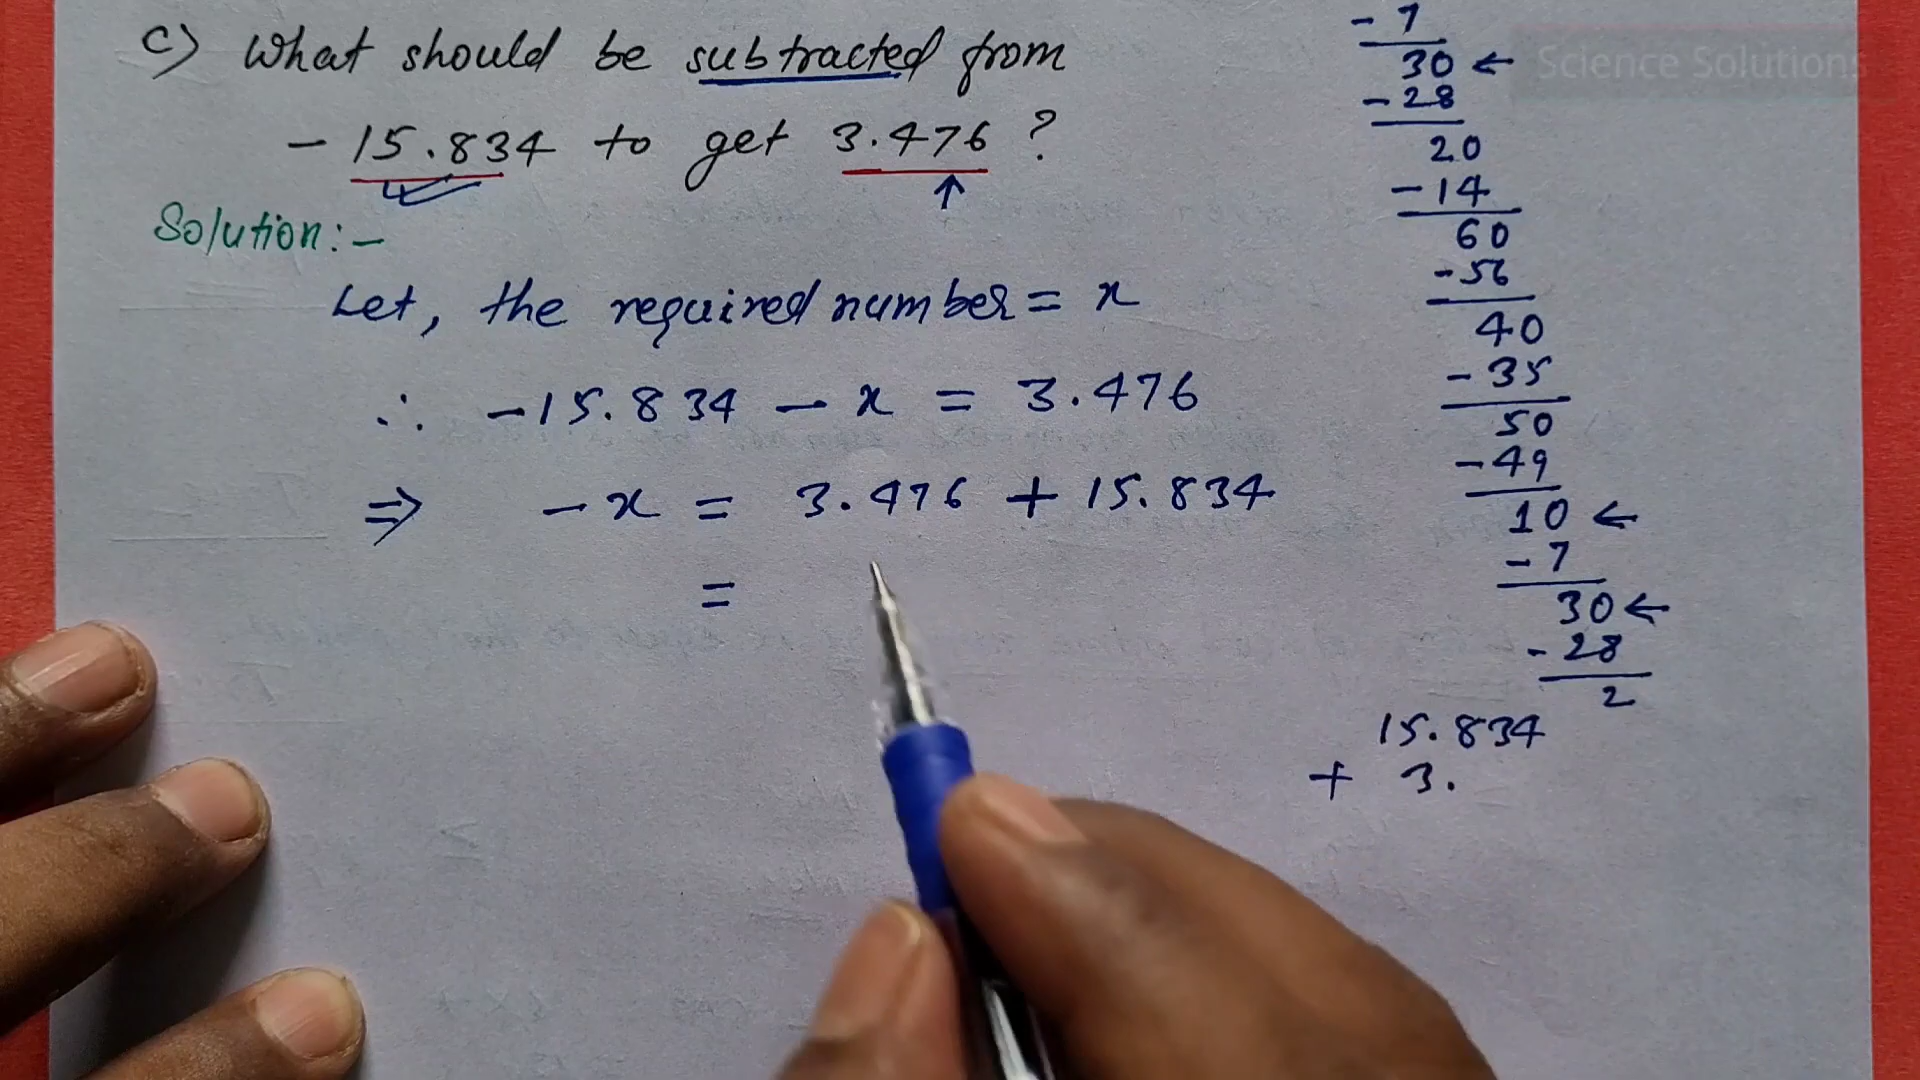 c) What should be subtracted from
- 15.834 to get 3.476 ?
Solution:-
Let, the required number = x
∴ -15.834 - x = 3.476
⇒ -x = 3.476 + 15.834
=
- 7
30 ←
- 28
20
- 14
60
- 56
40
- 35
50
- 49
10 ←
- 7
30 ←
- 28
2
15.834
+ 3.
Science Solutions